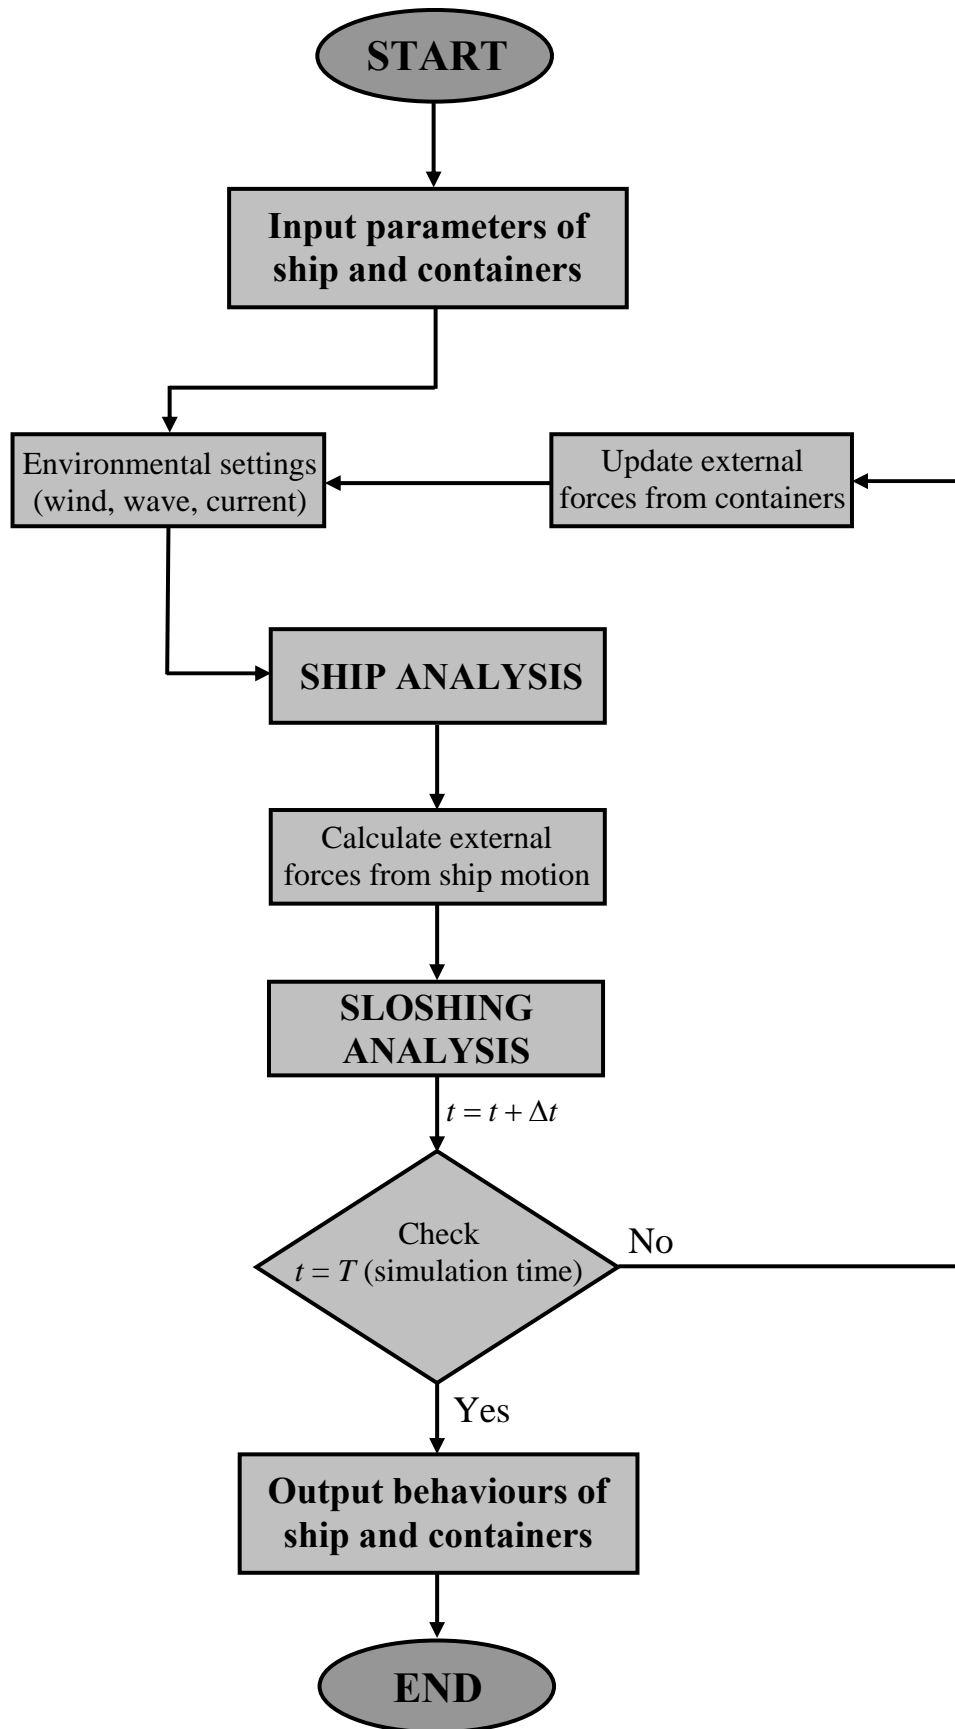 START
Input parameters of
ship and containers
Environmental settings
(wind, wave, current)
Update external
forces from containers
SHIP ANALYSIS
Calculate external
forces from ship motion
SLOSHING
ANALYSIS
t = t + Δt
Check
t = T (simulation time)
No
Yes
Output behaviours of
ship and containers
END